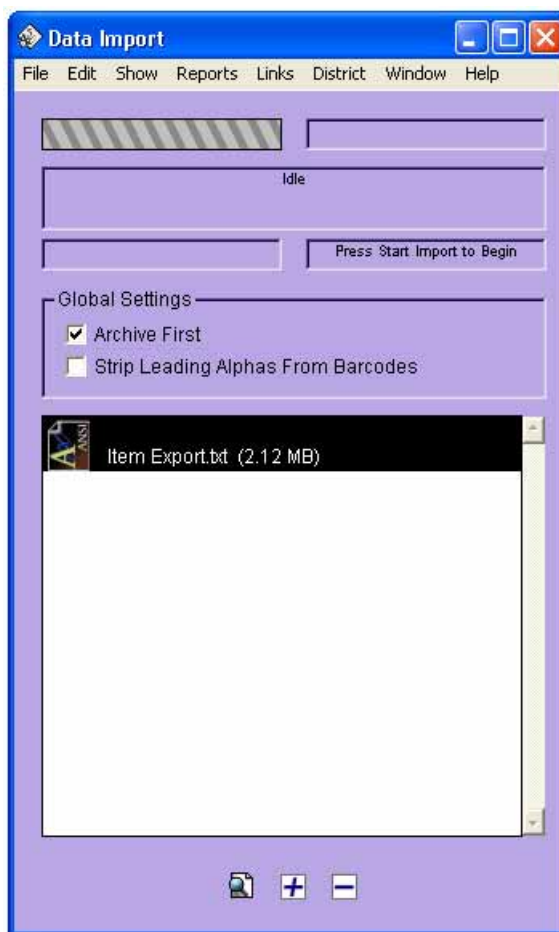 Data Import
File Edit Show Reports Links District Window Help
Idle
Press Start Import to Begin
Global Settings
Archive First
Strip Leading Alphas From Barcodes
ANSI
Item Export.txt (2.12 MB)